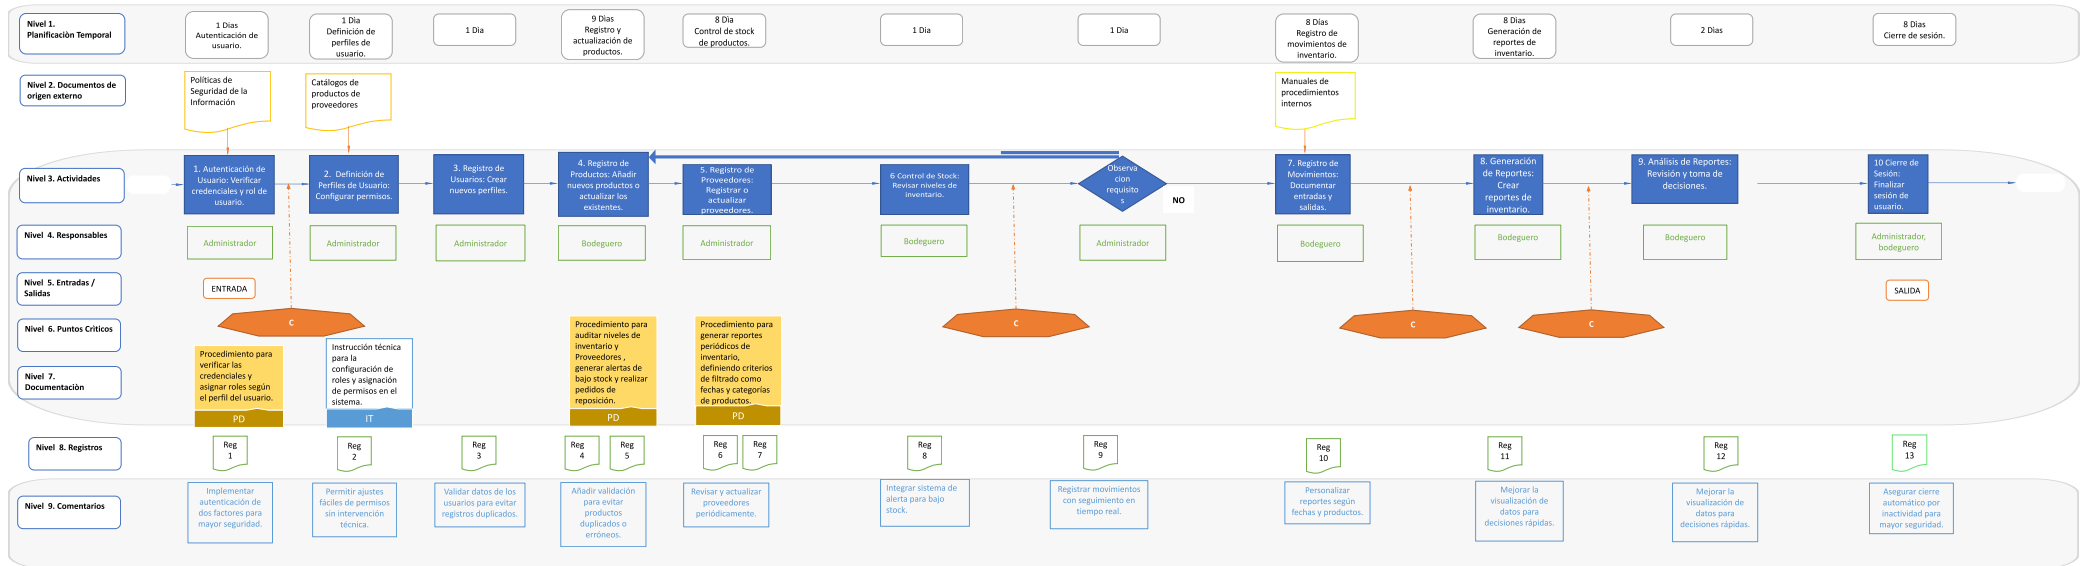 Nivel 1.
Planificaciòn Temporal
1 Dias
Autenticación de
usuario.
1 Dia
Definición de
perfiles de
usuario.
1 Dia
9 Dias
Registro y
actualización de
productos.
8 Dia
Control de stock
de productos.
1 Dia
1 Dia
8 Dias
Registro de
movimientos de
inventario.
8 Dias
Generación
de reportes de
inventario.
2 Dias
8 Dias
Cierre de sesión.
Nivel 2. Documentos de
origen externo
Políticas de
Seguridad de la
Información
Catálogos de
productos de
proveedores
Manuales de
procedimientos
internos
Nivel 3. Actividades
1. Autenticación de
Usuario: Verificar
credenciales y rol de
usuario.
2. Definición de
Perfiles de Usuario:
Configurar permisos.
3. Registro de
Usuarios: Crear
nuevos perfiles.
4. Registro de
Productos: Añadir
nuevos productos o
actualizar los
existentes.
5. Registro de
Proveedores:
Registrar o
actualizar
proveedores.
6 Control de Stock:
Revisar niveles de
inventario.
Observa
cion
requisito
s
NO
7. Registro de
Movimientos:
Documentar
entradas y
salidas.
8. Generación
de Reportes:
Crear
reportes de
inventario.
9. Análisis de Reportes:
Revisión y toma de
decisiones.
10 Cierre de
Sesión:
Finalizar
sesión de
usuario.
Nivel 4. Responsables
Administrador
Administrador
Administrador
Bodeguero
Administrador
Bodeguero
Administrador
Bodeguero
Bodeguero
Bodeguero
Administrador,
bodeguero
Nivel 5. Entradas /
Salidas
ENTRADA
SALIDA
Nivel 6. Puntos Criticos
C
C
C
C
Nivel 7.
Documentaciòn
Procedimiento para
verificar las
credenciales y
asignar roles según
el perfil del usuario.
PD
Instrucción técnica
para la
configuración de
roles y asignación
de permisos en el
sistema.
IT
Procedimiento para
auditar niveles de
inventario y
Proveedores ,
generar alertas de
bajo stock y realizar
pedidos de
reposición.
PD
Procedimiento para
generar reportes
periódicos de
inventario,
definiendo criterios
de filtrado como
fechas y categorías
de productos.
PD
Nivel 8. Registros
Reg
1
Reg
2
Reg
3
Reg
4
Reg
5
Reg
6
Reg
7
Reg
8
Reg
9
Reg
10
Reg
11
Reg
12
Reg
13
Nivel 9. Comentarios
Implementar
autenticación de
dos factores para
mayor seguridad.
Permitir ajustes
fáciles de permisos
sin intervención
técnica.
Validar datos de los
usuarios para evitar
registros duplicados.
Añadir validación
para evitar
productos
duplicados o
erróneos.
Revisar y actualizar
proveedores
periódicamente.
Integrar sistema de
alerta para bajo
stock.
Registrar movimientos
con seguimiento en
tiempo real.
Personalizar
reportes según
fechas y productos.
Mejorar la
visualización de
datos para
decisiones rápidas.
Mejorar la
visualización de
datos para
decisiones rápidas.
Asegurar cierre
automático por
inactividad para
mayor seguridad.